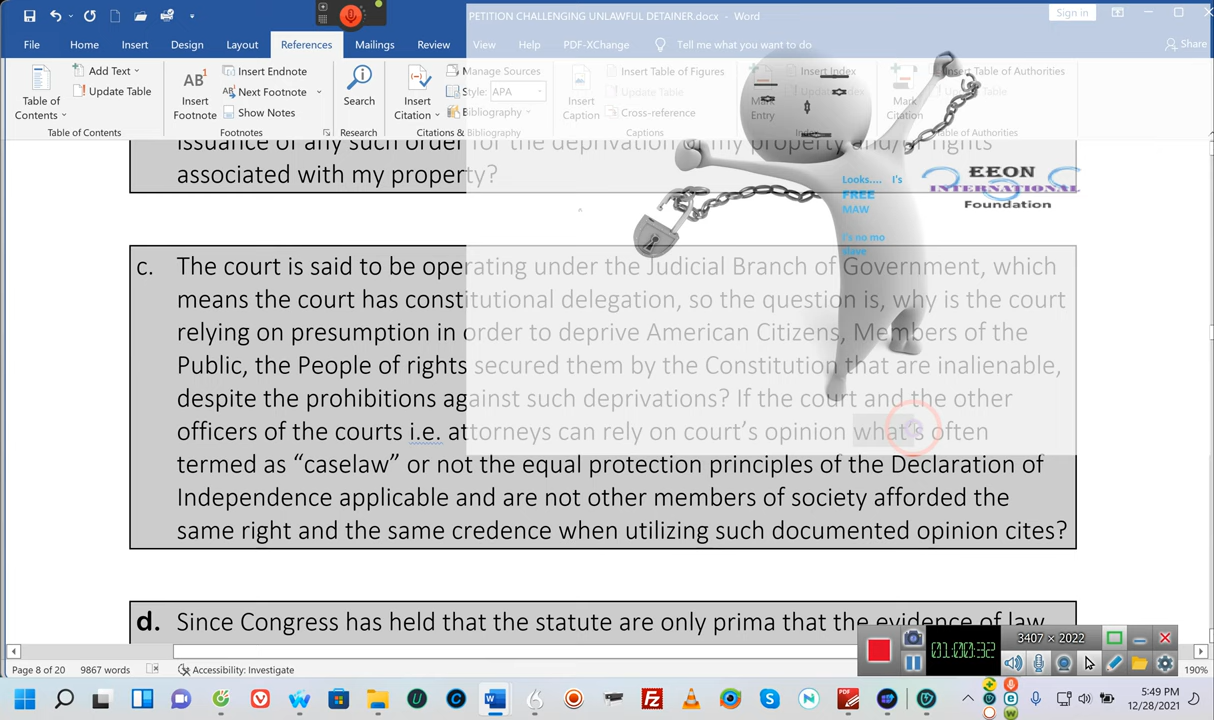 PETITION CHALLENGING UNLAWFUL DETAINER.docx - Word
Sign in
File Home Insert Design Layout References Mailings Review View Help PDF-XChange Tell me what you want to do Share
Add Text Insert Endnote Manage Sources Insert Table of Figures Insert Index Insert Table of Authorities
Update Table AB Next Footnote Style: APA Update Table Update Table
Table of Contents Insert Footnote Show Notes Search Insert Citation Bibliography Insert Caption Cross-reference Mark Entry Mark Citation
Table of Contents Footnotes Research Citations & Bibliography Captions Index Table of Authorities
issuance of any such order for the deprivation of my property and/or rights
associated with my property?
Looks.... I's
FREE
MAW
I's no mo
slave
EEON
INTERNATIONAL
Foundation
c. The court is said to be operating under the Judicial Branch of Government, which
means the court has constitutional delegation, so the question is, why is the court
relying on presumption in order to deprive American Citizens, Members of the
Public, the People of rights secured them by the Constitution that are inalienable,
despite the prohibitions against such deprivations? If the court and the other
officers of the courts i.e. attorneys can rely on court's opinion what's often
termed as “caselaw” or not the equal protection principles of the Declaration of
Independence applicable and are not other members of society afforded the
same right and the same credence when utilizing such documented opinion cites?
d. Since Congress has held that the statute are only prima that the evidence of law
3407 × 2022
01:00:32
Page 8 of 20 9867 words Accessibility: Investigate 190%
5:49 PM
12/28/2021